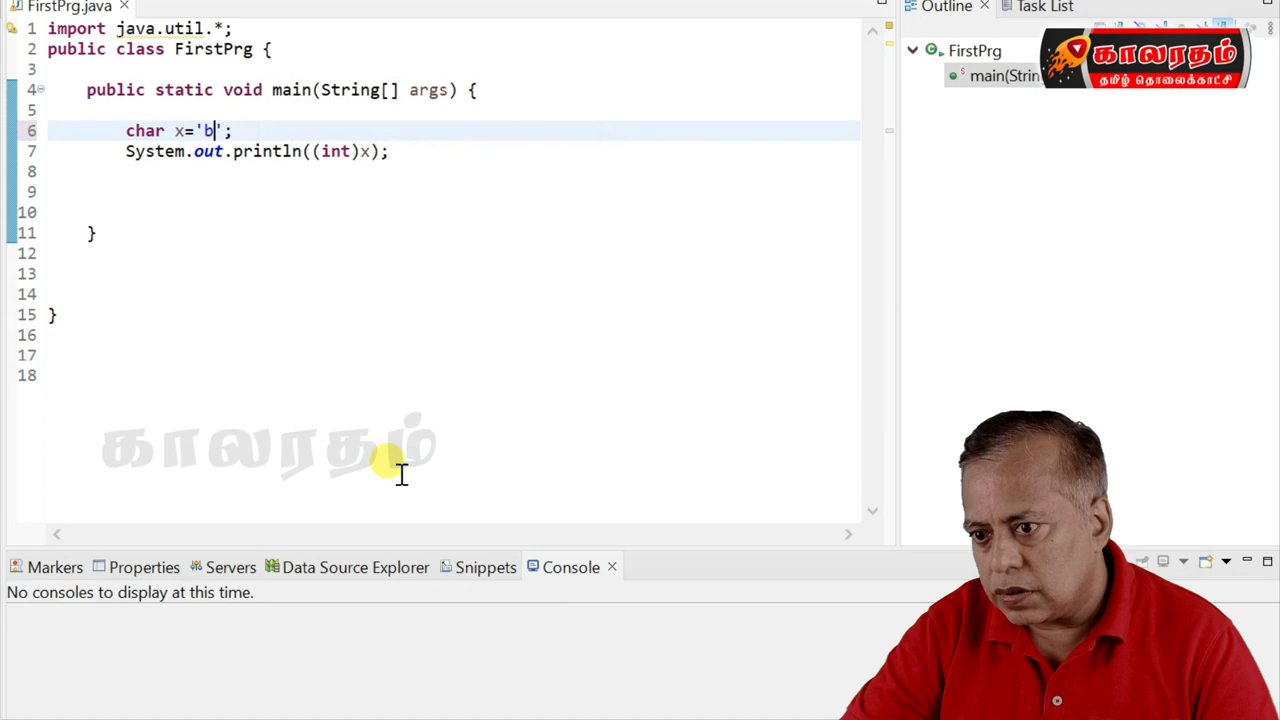 FirstPrg.java
Outline
Task List
1 import java.util.*;
2 public class FirstPrg {
3
4 public static void main(String[] args) {
5
6 char x='b';
7 System.out.println((int)x);
8
9
10
11 }
12
13
14
15 }
16
17
18
FirstPrg
main(Strin
காலரதம்
தமிழ் தொலைக்காட்சி
காலரதம்
Markers Properties Servers Data Source Explorer Snippets Console
No consoles to display at this time.